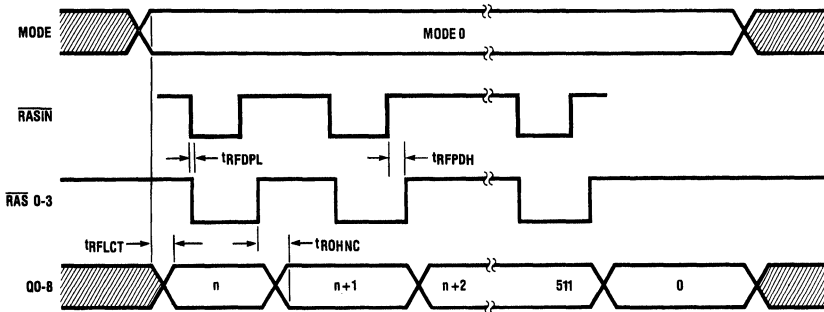 MODE
MODE 0
RASIN
tRFDPL
tRFPDH
RAS 0-3
tRFLCT
tROHNC
Q0-8
n
n+1
n+2
511
0